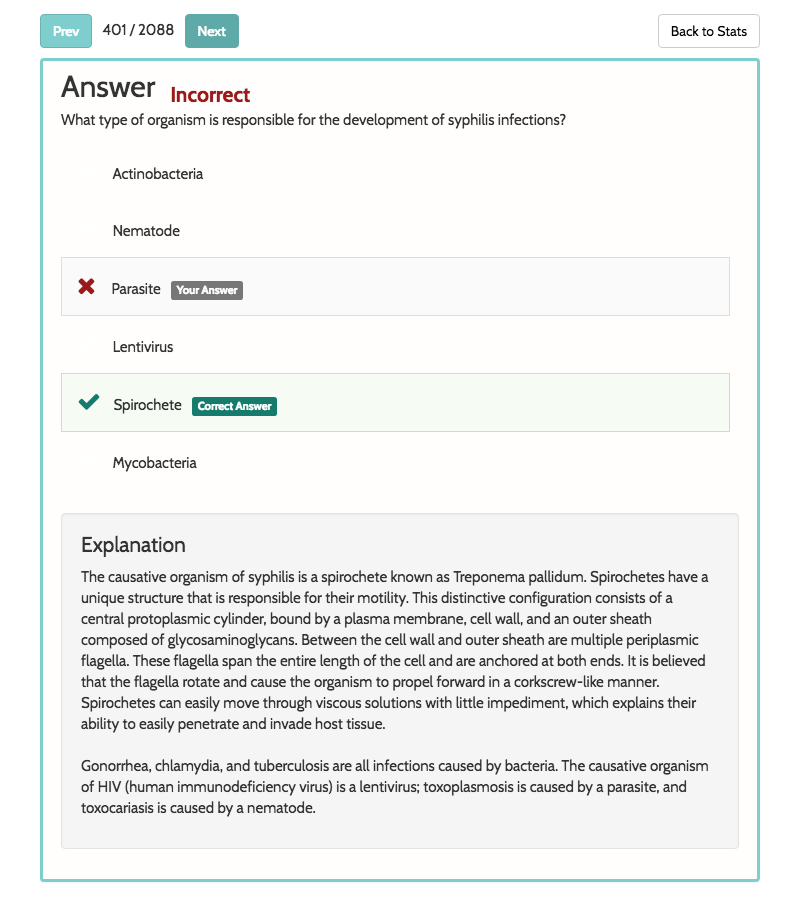 Prev 401 / 2088 Next Back to Stats
Answer Incorrect
What type of organism is responsible for the development of syphilis infections?
Actinobacteria
Nematode
Parasite Your Answer
Lentivirus
Spirochete Correct Answer
Mycobacteria
Explanation
The causative organism of syphilis is a spirochete known as Treponema pallidum. Spirochetes have a
unique structure that is responsible for their motility. This distinctive configuration consists of a
central protoplasmic cylinder, bound by a plasma membrane, cell wall, and an outer sheath
composed of glycosaminoglycans. Between the cell wall and outer sheath are multiple periplasmic
flagella. These flagella span the entire length of the cell and are anchored at both ends. It is believed
that the flagella rotate and cause the organism to propel forward in a corkscrew-like manner.
Spirochetes can easily move through viscous solutions with little impediment, which explains their
ability to easily penetrate and invade host tissue.
Gonorrhea, chlamydia, and tuberculosis are all infections caused by bacteria. The causative organism
of HIV (human immunodeficiency virus) is a lentivirus; toxoplasmosis is caused by a parasite, and
toxocariasis is caused by a nematode.